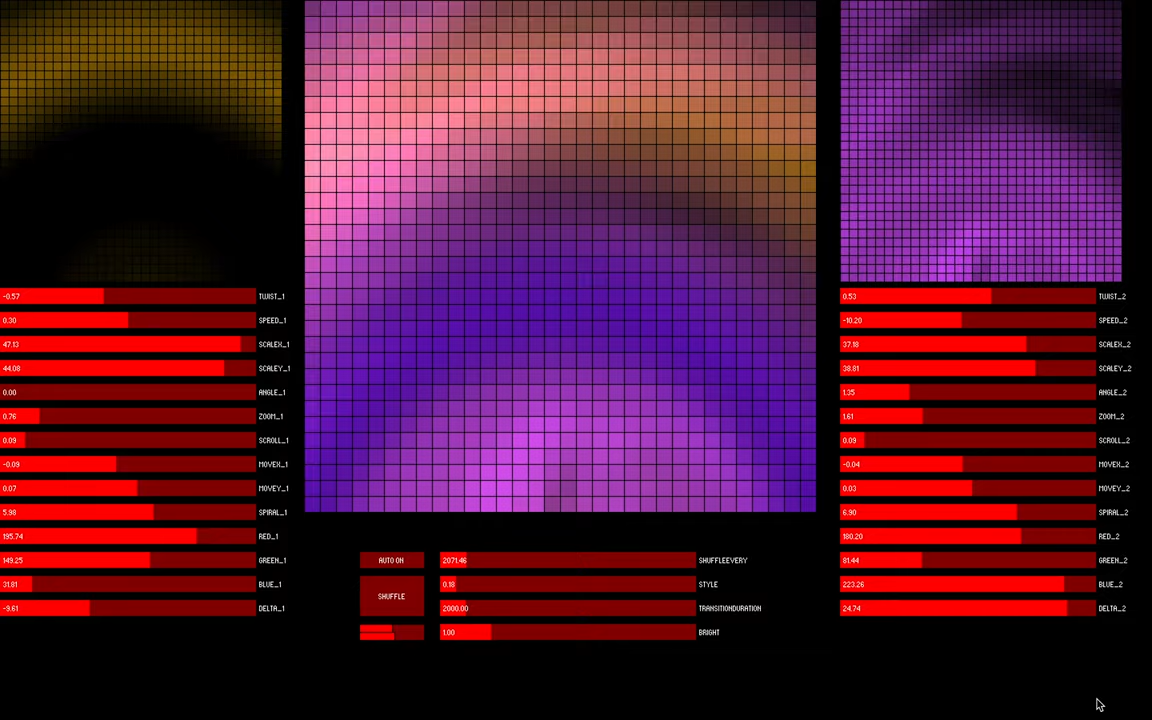 -0.57 TWIST_1
0.30 SPEED_1
47.13 SCALEX_1
44.08 SCALEY_1
0.00 ANGLE_1
0.76 ZOOM_1
0.09 SCROLL_1
-0.09 MOVEX_1
0.07 MOVEY_1
5.98 SPIRAL_1
195.74 RED_1
149.25 GREEN_1
31.81 BLUE_1
-9.61 DELTA_1
AUTO ON
SHUFFLE
2071.46 SHUFFLEEVERY
0.18 STYLE
2000.00 TRANSITIONDURATION
1.00 BRIGHT
0.53 TWIST_2
-10.20 SPEED_2
37.18 SCALEX_2
38.81 SCALEY_2
1.35 ANGLE_2
1.61 ZOOM_2
0.09 SCROLL_2
-0.04 MOVEX_2
0.03 MOVEY_2
6.90 SPIRAL_2
180.20 RED_2
81.44 GREEN_2
223.26 BLUE_2
24.74 DELTA_2